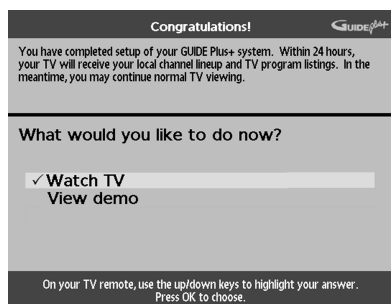 Congratulations!
GUIDE Plus+
You have completed setup of your GUIDE Plus+ system. Within 24 hours,
your TV will receive your local channel lineup and TV program listings. In the
meantime, you may continue normal TV viewing.
What would you like to do now?
✓ Watch TV
View demo
On your TV remote, use the up/down keys to highlight your answer.
Press OK to choose.